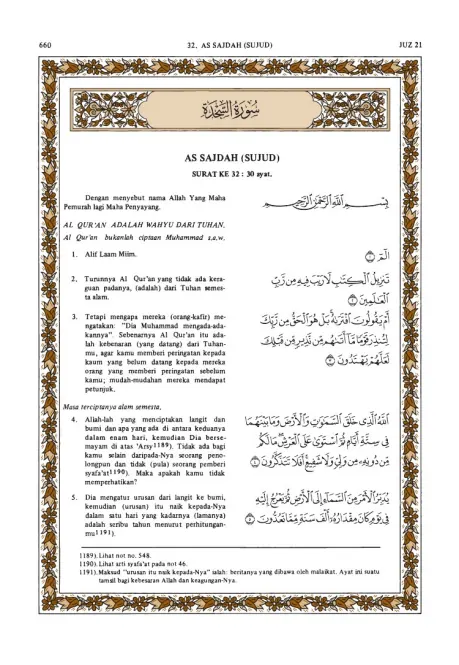 660
32. AS SAJDAH (SUJUD)
JUZ 21
سُورَةُ السَّجْدَةِ
AS SAJDAH (SUJUD)
SURAT KE 32 : 30 ayat.
Dengan menyebut nama Allah Yang Maha
Pemurah lagi Maha Penyayang.
بِسْمِ اللَّهِ الرَّحْمَٰنِ الرَّحِيمِ
AL QUR'AN ADALAH WAHYU DARI TUHAN.
Al Qur'an bukanlah ciptaan Muhammad s.a.w.
1. Alif Laam Miim.
الٓمٓ ①
2. Turunnya Al Qur'an yang tidak ada kera-
guan padanya, (adalah) dari Tuhan semes-
ta alam.
تَنزِيلُ الْكِتَٰبِ لَا رَيْبَ فِيهِ مِن رَّبِّ
الْعَٰلَمِينَ ②
3. Tetapi mengapa mereka (orang-kafir) me-
ngatakan: "Dia Muhammad mengada-ada-
kannya". Sebenarnya Al Qur'an itu ada-
lah kebenaran (yang datang) dari Tuhan-
mu, agar kamu memberi peringatan kepada
kaum yang belum datang kepada mereka
orang yang memberi peringatan sebelum
kamu; mudah-mudahan mereka mendapat
petunjuk.
أَمْ يَقُولُونَ افْتَرَىٰهُ بَلْ هُوَ الْحَقُّ مِن رَّبِّكَ
لِتُنذِرَ قَوْمًا مَّا أَتَىٰهُم مِّن نَّذِيرٍ مِّن قَبْلِكَ
لَعَلَّهُمْ يَهْتَدُونَ ③
Masa terciptanya alam semesta.
4. Allah-lah yang menciptakan langit dan
bumi dan apa yang ada di antara keduanya
dalam enam hari, kemudian Dia berse-
mayam di atas 'Arsy1189). Tidak ada bagi
kamu selain daripada-Nya seorang peno-
longpun dan tidak (pula) seorang pemberi
syafa'at1190). Maka apakah kamu tidak
memperhatikan?
اللَّهُ الَّذِي خَلَقَ السَّمَٰوَٰتِ وَالْأَرْضَ وَمَا بَيْنَهُمَا
فِي سِتَّةِ أَيَّامٍ ثُمَّ اسْتَوَىٰ عَلَى الْعَرْشِ مَا لَكُم
مِّن دُونِهِ مِن وَلِيٍّ وَلَا شَفِيعٍ أَفَلَا تَتَذَكَّرُونَ ④
5. Dia mengatur urusan dari langit ke bumi,
kemudian (urusan) itu naik kepada-Nya
dalam satu hari yang kadarnya (lamanya)
adalah seribu tahun menurut perhitungan-
mu1191).
يُدَبِّرُ الْأَمْرَ مِنَ السَّمَاءِ إِلَى الْأَرْضِ ثُمَّ يَعْرُجُ إِلَيْهِ
فِي يَوْمٍ كَانَ مِقْدَارُهُ أَلْفَ سَنَةٍ مِّمَّا تَعُدُّونَ ⑤
1189). Lihat not no. 548.
1190). Lihat arti syafa'at pada not 46.
1191). Maksud "urusan itu naik kepada-Nya" ialah: beritanya yang dibawa oleh malaikat. Ayat ini suatu
tamsil bagi kebesaran Allah dan keagungan-Nya.